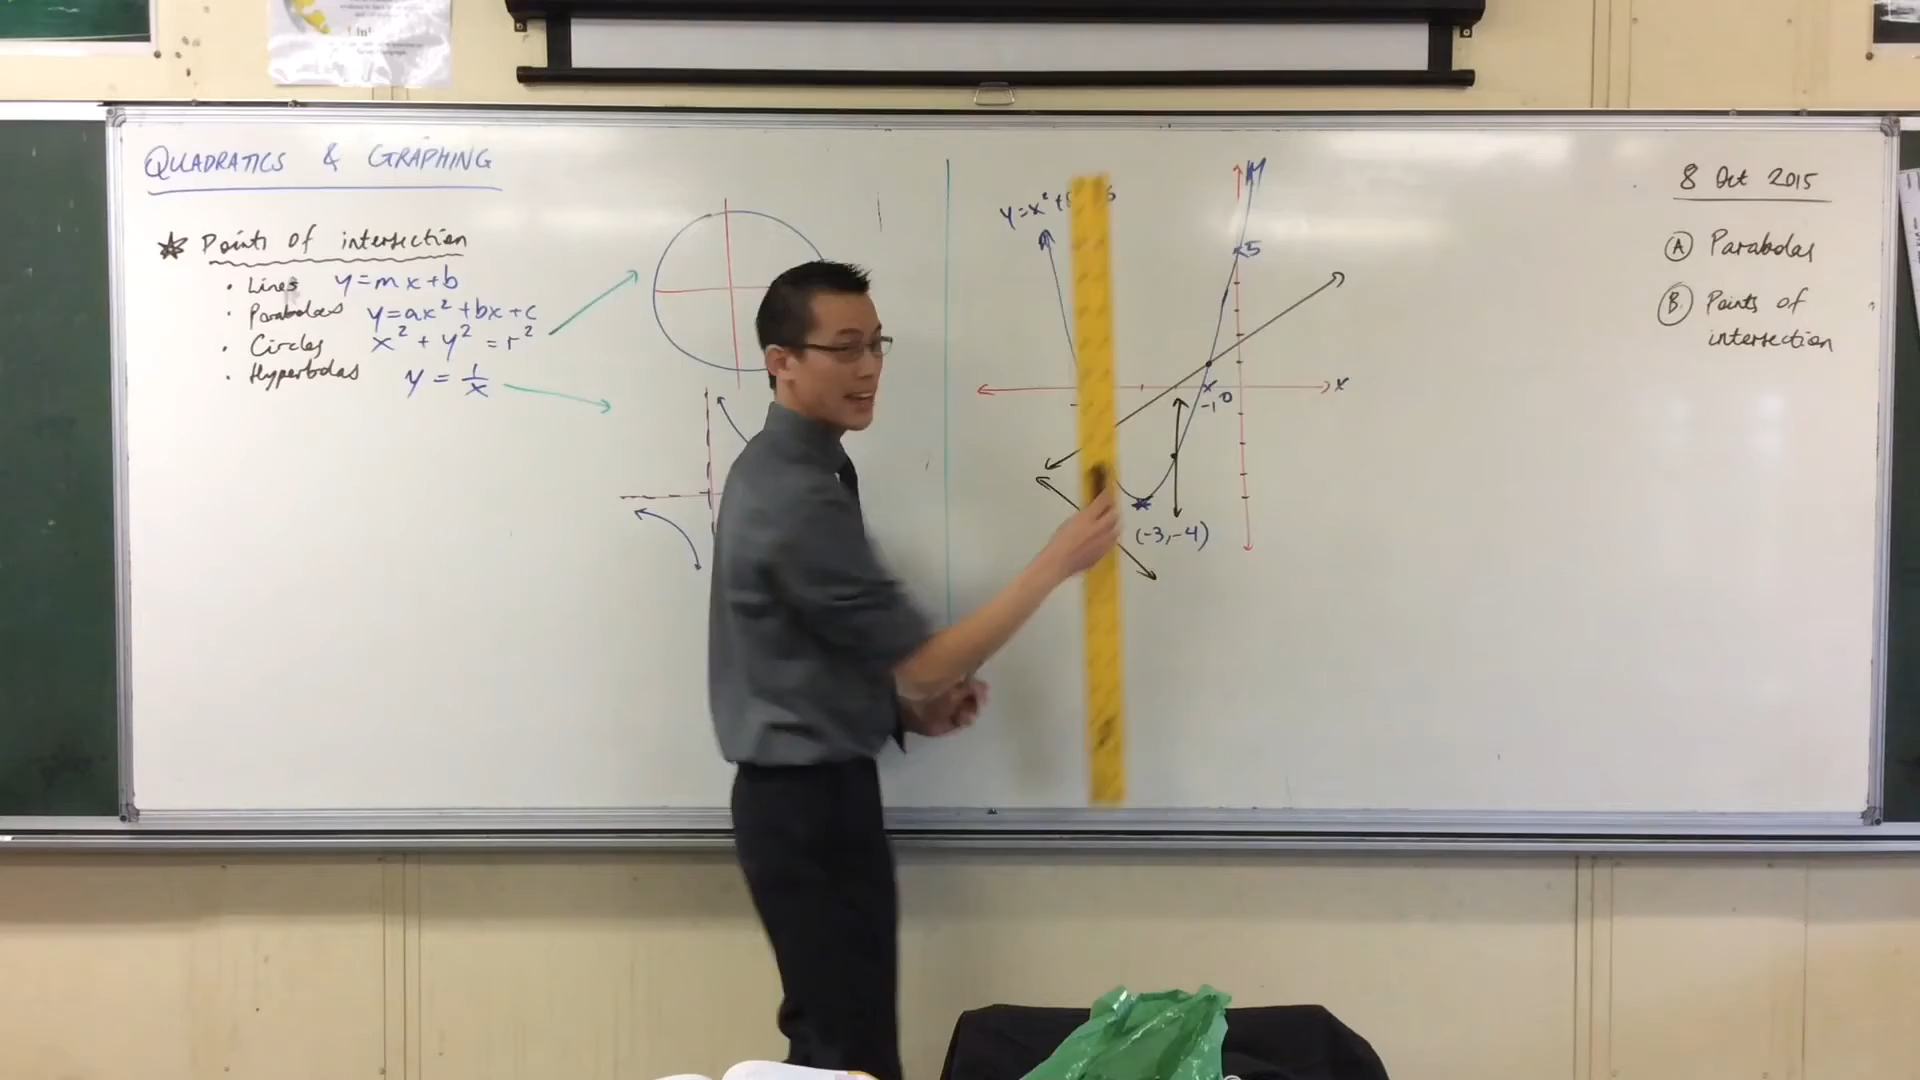 QUADRATICS & GRAPHING
Points of intersection
• Lines y=mx+b
• Parabolas y=ax²+bx+c
• Circles x²+y²=r²
• Hyperbolas y=1/x
y=x²+
5
x
-1
0
(-3,-4)
8 Oct 2015
Ⓐ Parabolas
Ⓑ Points of
intersection